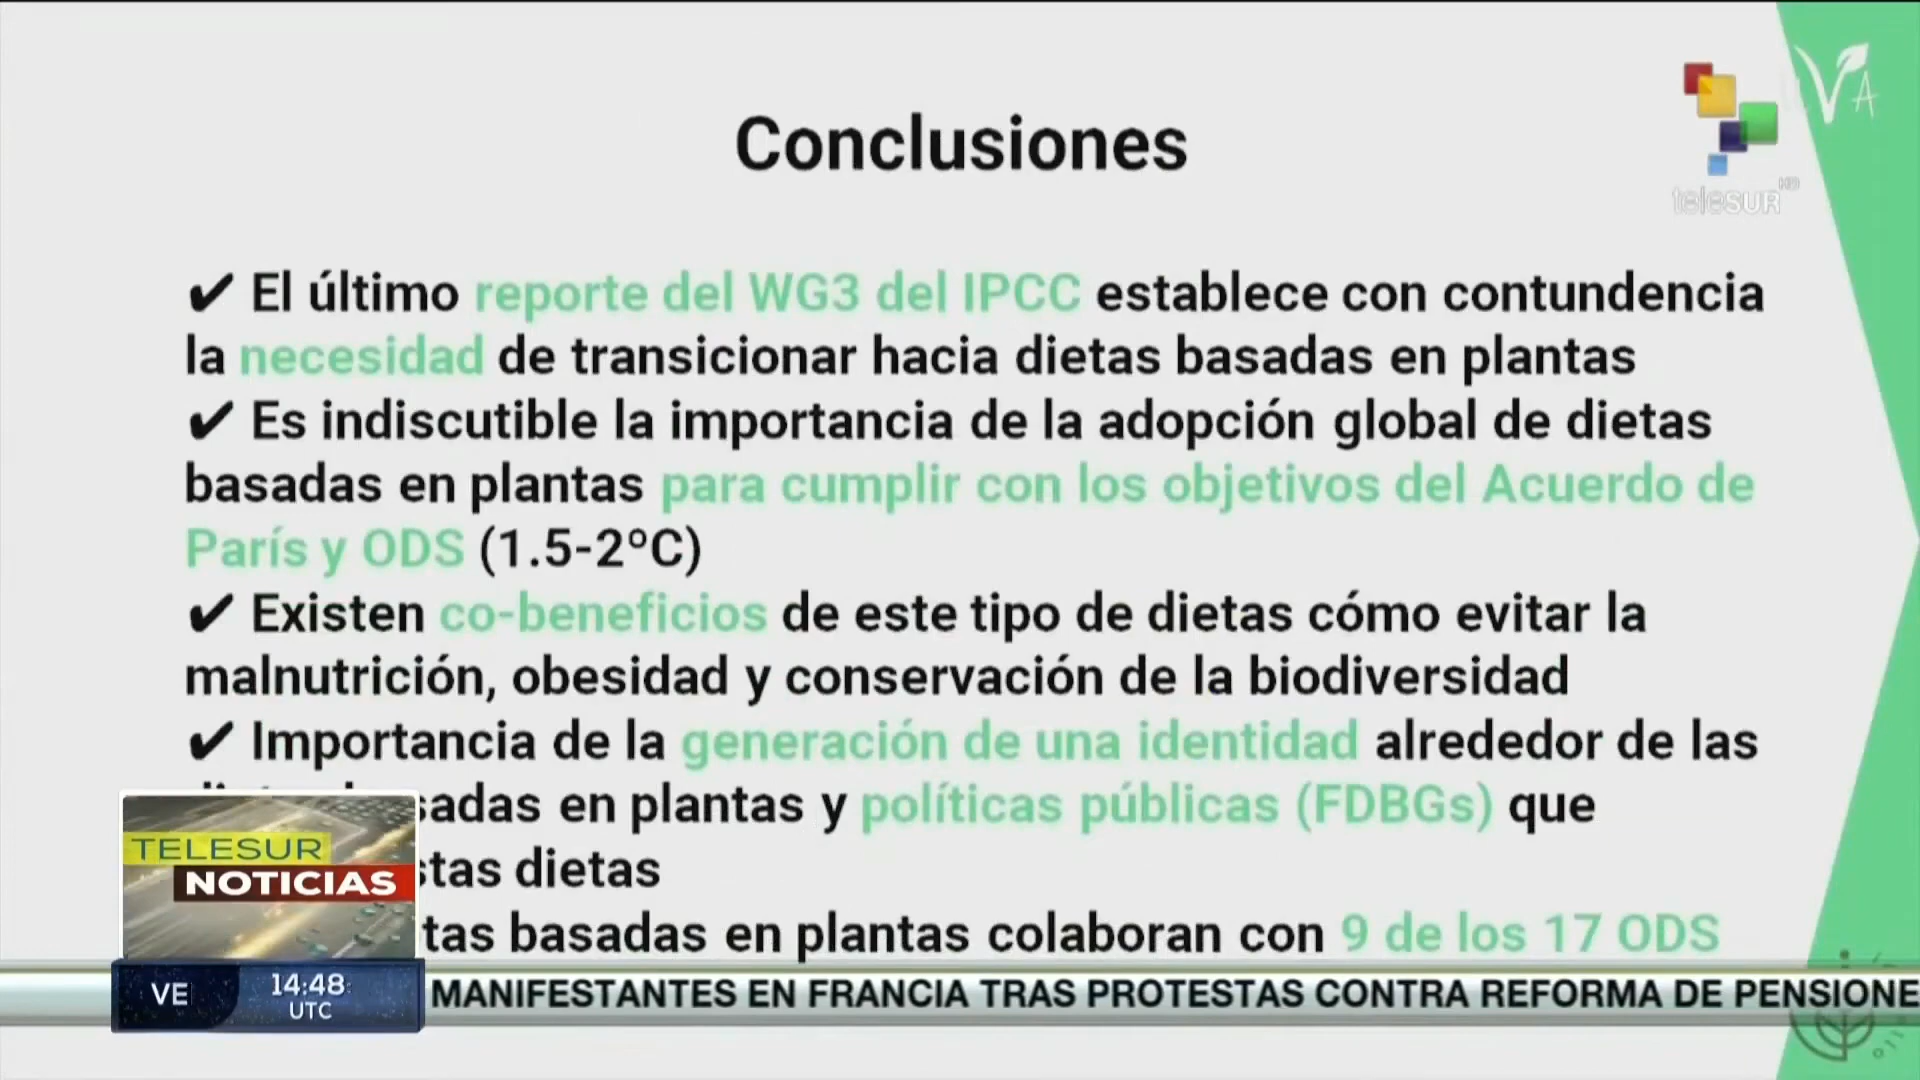 Conclusiones
✔ El último reporte del WG3 del IPCC establece con contundencia
la necesidad de transicionar hacia dietas basadas en plantas
✔ Es indiscutible la importancia de la adopción global de dietas
basadas en plantas para cumplir con los objetivos del Acuerdo de
París y ODS (1.5-2ºC)
✔ Existen co-beneficios de este tipo de dietas cómo evitar la
malnutrición, obesidad y conservación de la biodiversidad
✔ Importancia de la generación de una identidad alrededor de las
en plantas y políticas públicas (FDBGs) que
dietas
basadas en plantas colaboran con 9 de los 17 ODS
teleSUR HD
TELESUR
NOTICIAS
VE 14:48
UTC
MANIFESTANTES EN FRANCIA TRAS PROTESTAS CONTRA REFORMA DE PENSIONE